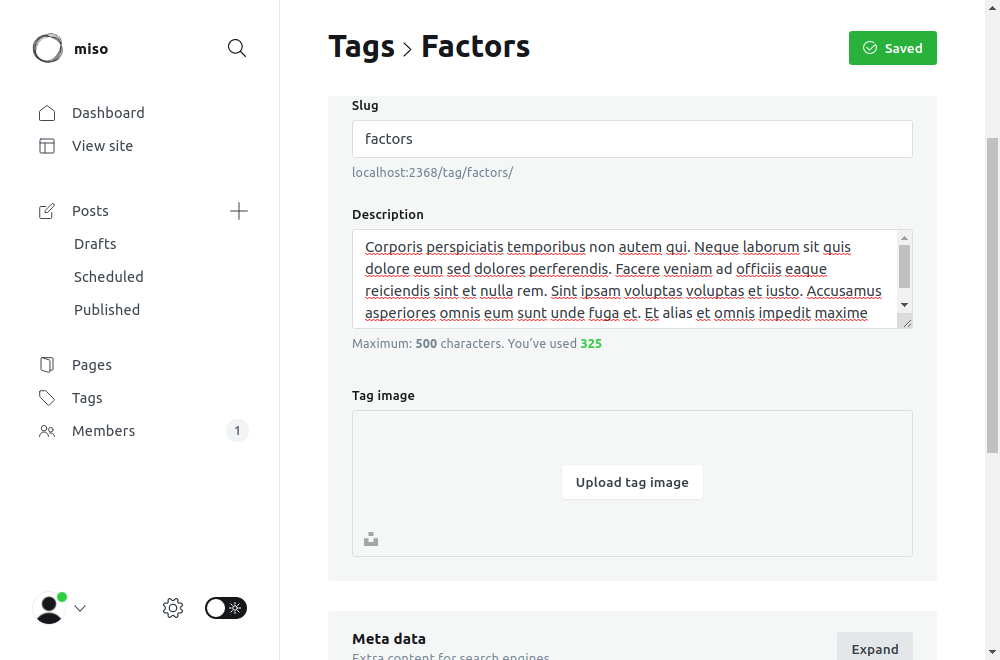 miso
Dashboard
View site
Posts
Drafts
Scheduled
Published
Pages
Tags
Members 1
Tags > Factors
Saved
Slug
factors
localhost:2368/tag/factors/
Description
Corporis perspiciatis temporibus non autem qui. Neque laborum sit quis
dolore eum sed dolores perferendis. Facere veniam ad officiis eaque
reiciendis sint et nulla rem. Sint ipsam voluptas voluptas et iusto. Accusamus
asperiores omnis eum sunt unde fuga et. Et alias et omnis impedit maxime
Maximum: 500 characters. You’ve used 325
Tag image
Upload tag image
Meta data
Extra content for search engines
Expand